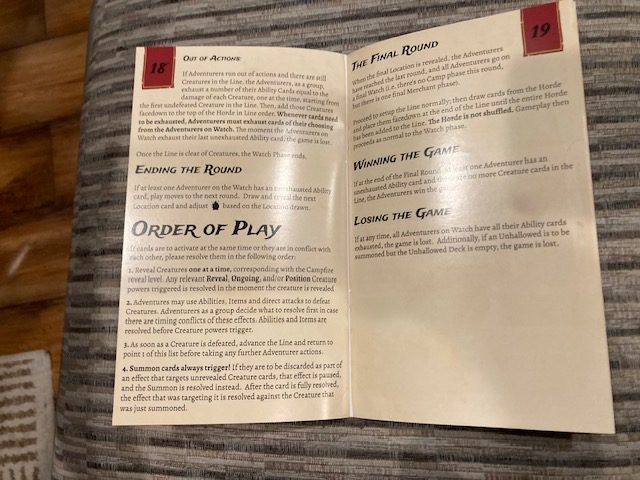 18
Out of Actions:
If Adventurers run out of actions and there are still
Creatures in the Line, the Adventurers, as a group,
exhaust a number of their Ability Cards equal to the
damage of each Creature, one at a time, starting from
the first undefeated Creature in the Line. Then, add those Creatures
facedown to the top of the Horde in Line order. Whenever cards need
to be exhausted, Adventurers must exhaust cards of their choosing
from the Adventurers on Watch. The moment the Adventurers on
Watch exhaust their last unexhausted Ability card, the game is lost.
Once the Line is clear of Creatures, the Watch Phase ends.
Ending the Round
If at least one Adventurer on the Watch has an unexhausted Ability
card, play moves to the next round. Draw and reveal the next
Location card and adjust based on the Location drawn.
Order of Play
If cards are to activate at the same time or they are in conflict with
each other, please resolve them in the following order:
1. Reveal Creatures one at a time, corresponding with the Campfire
reveal level. Any relevant Reveal, Ongoing, and/or Position Creature
powers triggered is resolved in the moment the creature is revealed
2. Adventurers may use Abilities, Items and direct attacks to defeat
Creatures. Adventurers as a group decide what to resolve first in case
there are timing conflicts of these effects. Abilities and Items are
resolved before Creature powers trigger.
3. As soon as a Creature is defeated, advance the Line and return to
point 1 of this list before taking any further Adventurer actions.
4. Summon cards always trigger! If they are to be discarded as part of
an effect that targets unrevealed Creature cards, that effect is paused,
and the Summon is resolved instead. After the card is fully resolved,
the effect that was targeting it is resolved against the Creature that
was just summoned.
19
The Final Round
When the final Location is revealed, the Adventurers
have reached the last round, and all Adventurers go on
a final Watch (i.e. there's no Camp phase this round,
but there is one final Merchant phase).
Proceed to setup the Line normally; then draw cards from the Horde
and place them facedown at the end of the Line until the entire Horde
has been added to the Line. The Horde is not shuffled. Gameplay then
proceeds as normal to the Watch phase.
Winning the Game
If at the end of the Final Round, at least one Adventurer has an
unexhausted Ability card and there are no more Creature cards in the
Line, the Adventurers win the game.
Losing the Game
If at any time, all Adventurers on Watch have all their Ability cards
exhausted, the game is lost. Additionally, if an Unhallowed is to be
summoned but the Unhallowed Deck is empty, the game is lost.